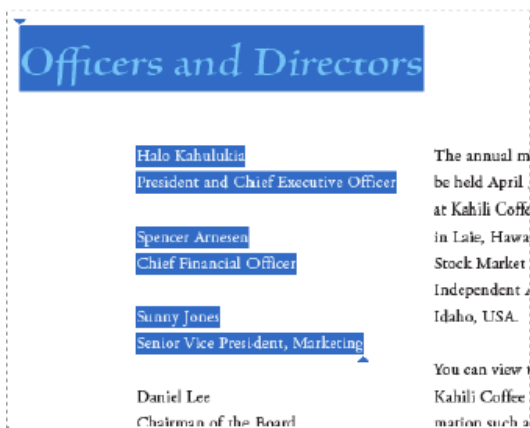 Officers and Directors
Halo Kahulukia
President and Chief Executive Officer
Spencer Arnesen
Chief Financial Officer
Sunny Jones
Senior Vice President, Marketing
Daniel Lee
Chairman of the Board
The annual
be held April
at Kahili
in Laie,
Stock Market
Independent
Idaho, USA.
You can view
Kahili Coffee
mation such